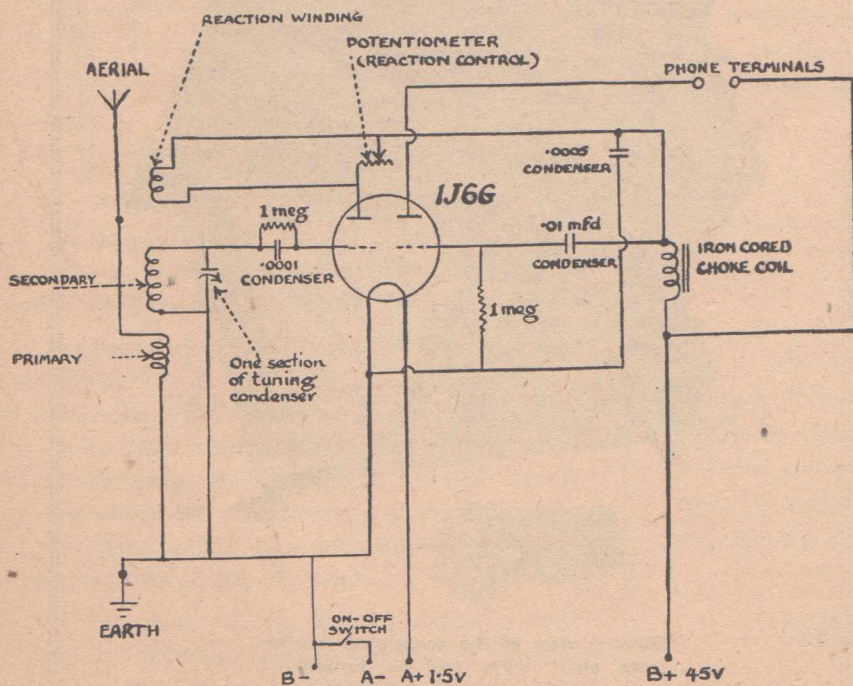 REACTION WINDING
POTENTIOMETER
(REACTION CONTROL)
AERIAL
PHONE TERMINALS
.0005
CONDENSER
1J6G
1 meg
.0001
CONDENSER
.01 mfd
CONDENSER
IRON CORED
CHOKE COIL
SECONDARY
1 meg
PRIMARY
One section
of tuning
condenser
EARTH
ON-OFF
SWITCH
B-
A-
A+ 1.5V
B+ 45V